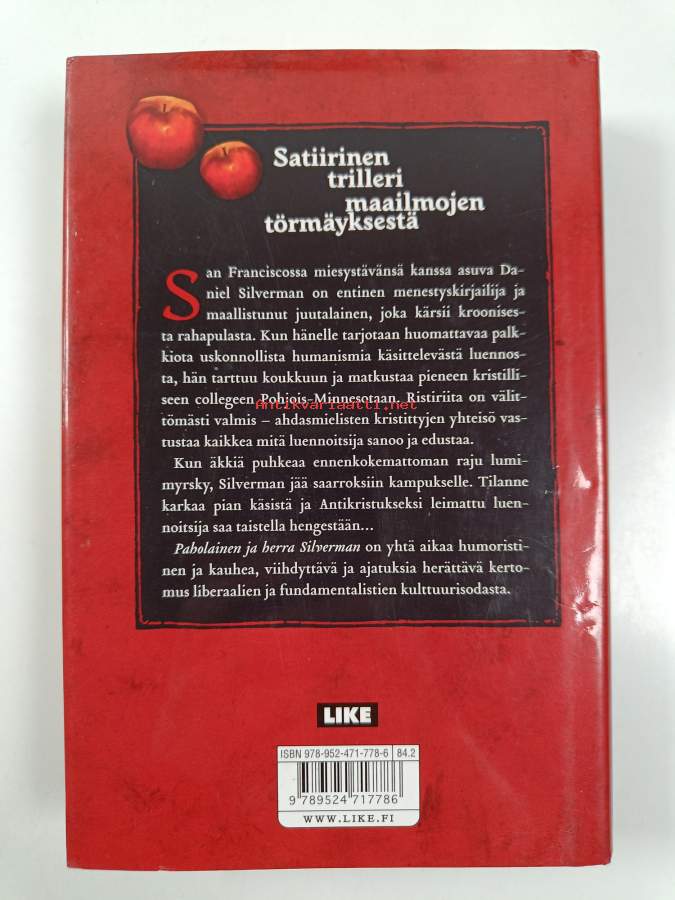 Satiirinen
trilleri
maailmojen
törmäyksestä
San Franciscossa miesystävänsä kanssa asuva Da-
niel Silverman on entinen menestyskirjailija ja
maallistunut juutalainen, joka kärsii kroonises-
ta rahapulasta. Kun hänelle tarjotaan huomattavaa palk-
kiota uskonnollista humanismia käsittelevästä luennos-
ta, hän tarttuu koukkuun ja matkustaa pieneen kristilli-
seen collegeen Pohjois-Minnesotaan. Ristiriita on välit-
Antikvariaatti.net
tömästi valmis – ahdasmielisten kristittyjen yhteisö vas-
tustaa kaikkea mitä luennoitsija sanoo ja edustaa.
Kun äkkiä puhkeaa ennenkokemattoman raju lumi-
myrsky, Silverman jää saarroksiin kampukselle. Tilanne
karkaa pian käsistä ja Antikristukseksi leimattu luen-
noitsija saa taistella hengestään...
Paholainen ja herra Silverman on yhtä aikaa humoristi-
nen ja kauhea, viihdyttävä ja ajatuksia herättävä kerto-
mus liberaalien ja fundamentalistien kulttuurisodasta.
LIKE
ISBN 978-952-471-778-6 84.2
9 789524 717786
WWW.LIKE.FI